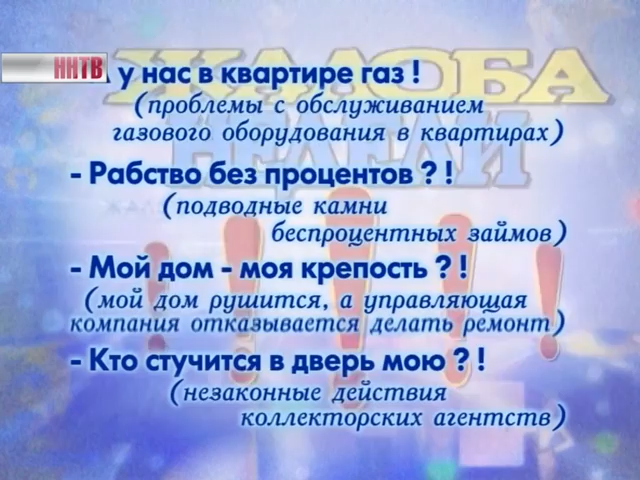 ННТВ
у нас в квартире газ !
(проблемы с обслуживанием
газового оборудования в квартирах)
- Рабство без процентов ? !
(подводные камни
беспроцентных займов)
- Мой дом - моя крепость ? !
(мой дом рушится, а управляющая
компания отказывается делать ремонт)
- Кто стучится в дверь мою ? !
(незаконные действия
коллекторских агентств)
ЖАЛОБА
НЕДЕЛИ